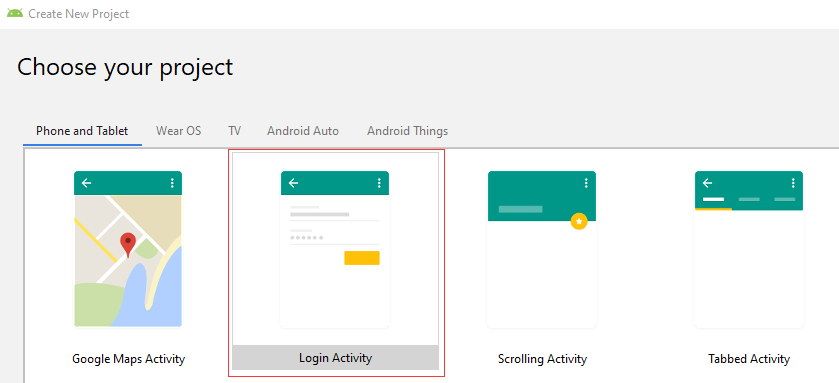 Create New Project
Choose your project
Phone and Tablet Wear OS TV Android Auto Android Things
Google Maps Activity Login Activity Scrolling Activity Tabbed Activity